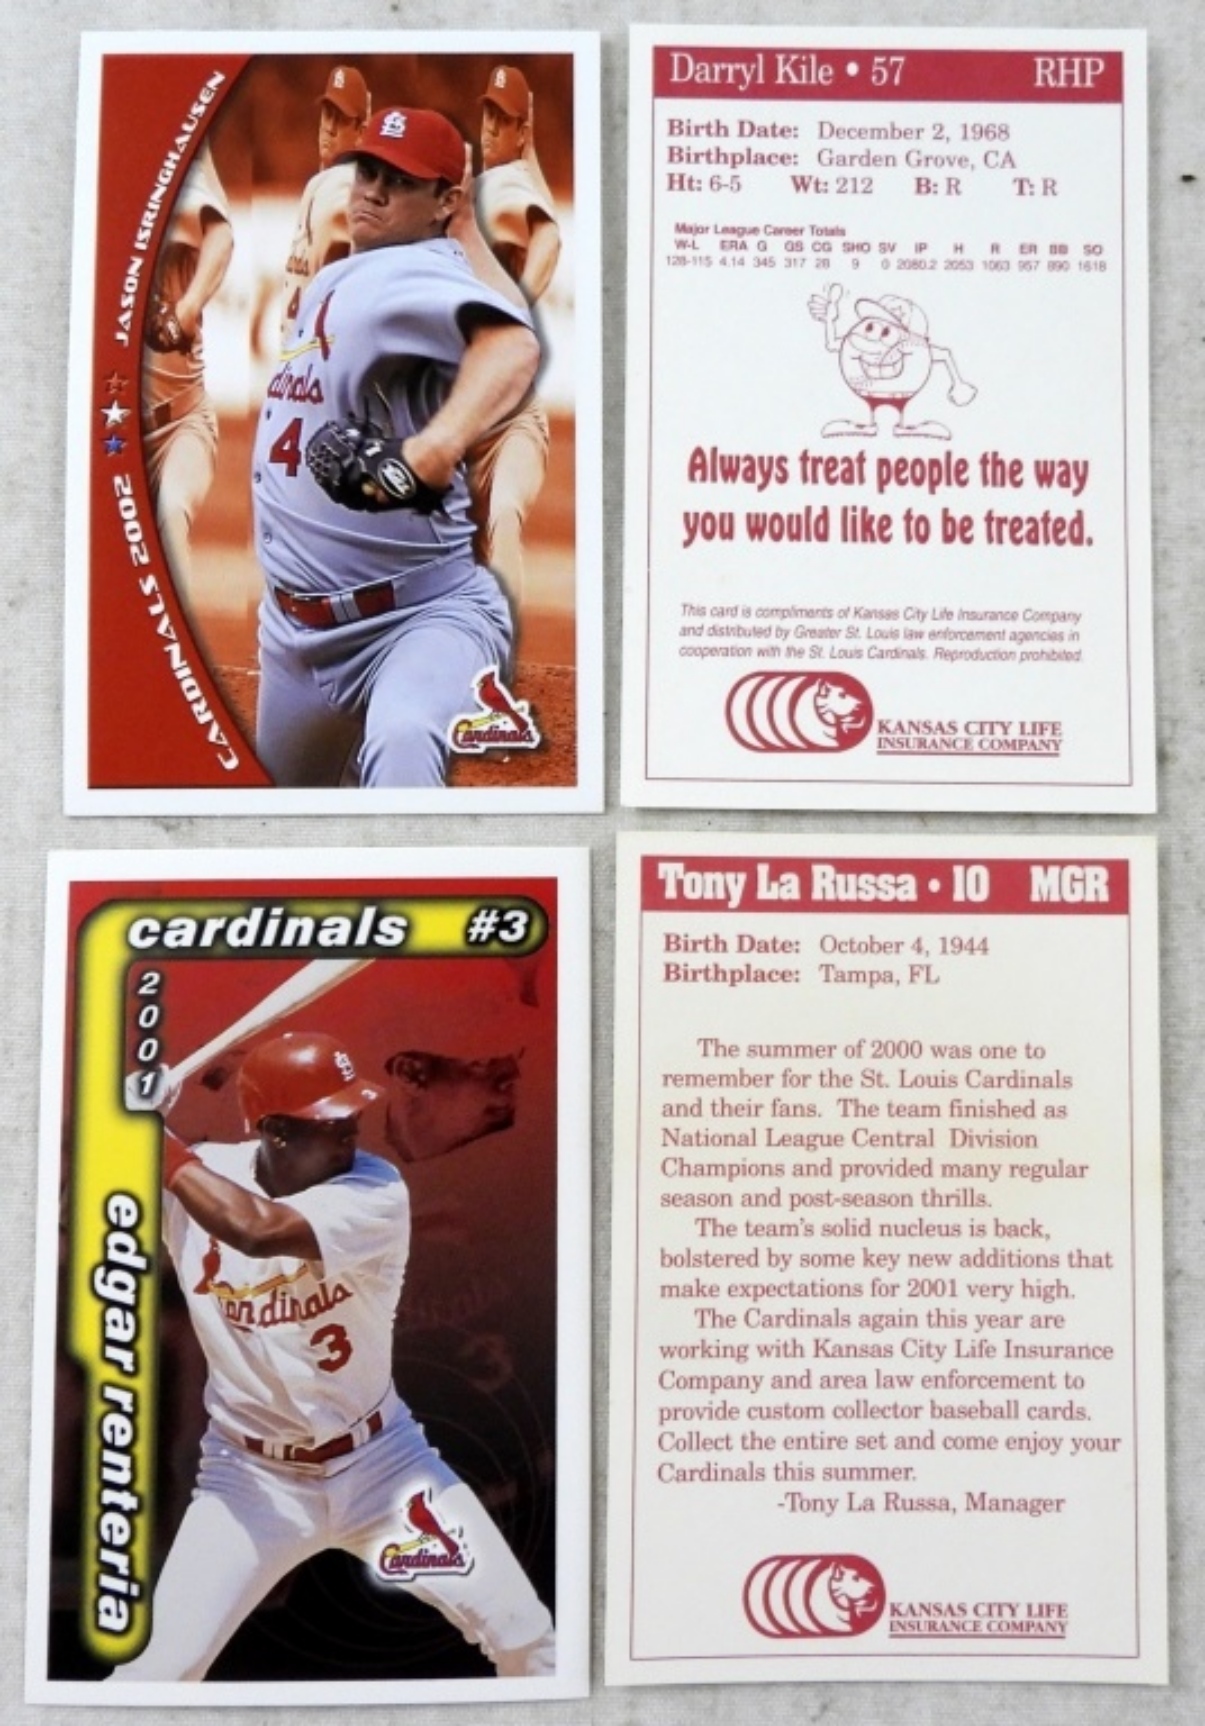 JASON ISRINGHAUSEN
CARDINALS 2002
Cardinals
4
Darryl Kile • 57 RHP
Birth Date: December 2, 1968
Birthplace: Garden Grove, CA
Ht: 6-5 Wt: 212 B: R T: R
Major League Career Totals
W-L ERA G GS CG SHO SV IP H R ER BB SO
128-115 4.14 345 317 28 9 0 2080.2 2053 1063 957 890 1618
Always treat people the way
you would like to be treated.
This card is compliments of Kansas City Life Insurance Company
and distributed by Greater St. Louis law enforcement agencies in
cooperation with the St. Louis Cardinals. Reproduction prohibited.
KANSAS CITY LIFE
INSURANCE COMPANY
cardinals #3
2001
edgar renteria
Cardinals
3
Cardinals
Tony La Russa • 10 MGR
Birth Date: October 4, 1944
Birthplace: Tampa, FL
The summer of 2000 was one to
remember for the St. Louis Cardinals
and their fans. The team finished as
National League Central Division
Champions and provided many regular
season and post-season thrills.
The team's solid nucleus is back,
bolstered by some key new additions that
make expectations for 2001 very high.
The Cardinals again this year are
working with Kansas City Life Insurance
Company and area law enforcement to
provide custom collector baseball cards.
Collect the entire set and come enjoy your
Cardinals this summer.
-Tony La Russa, Manager
KANSAS CITY LIFE
INSURANCE COMPANY